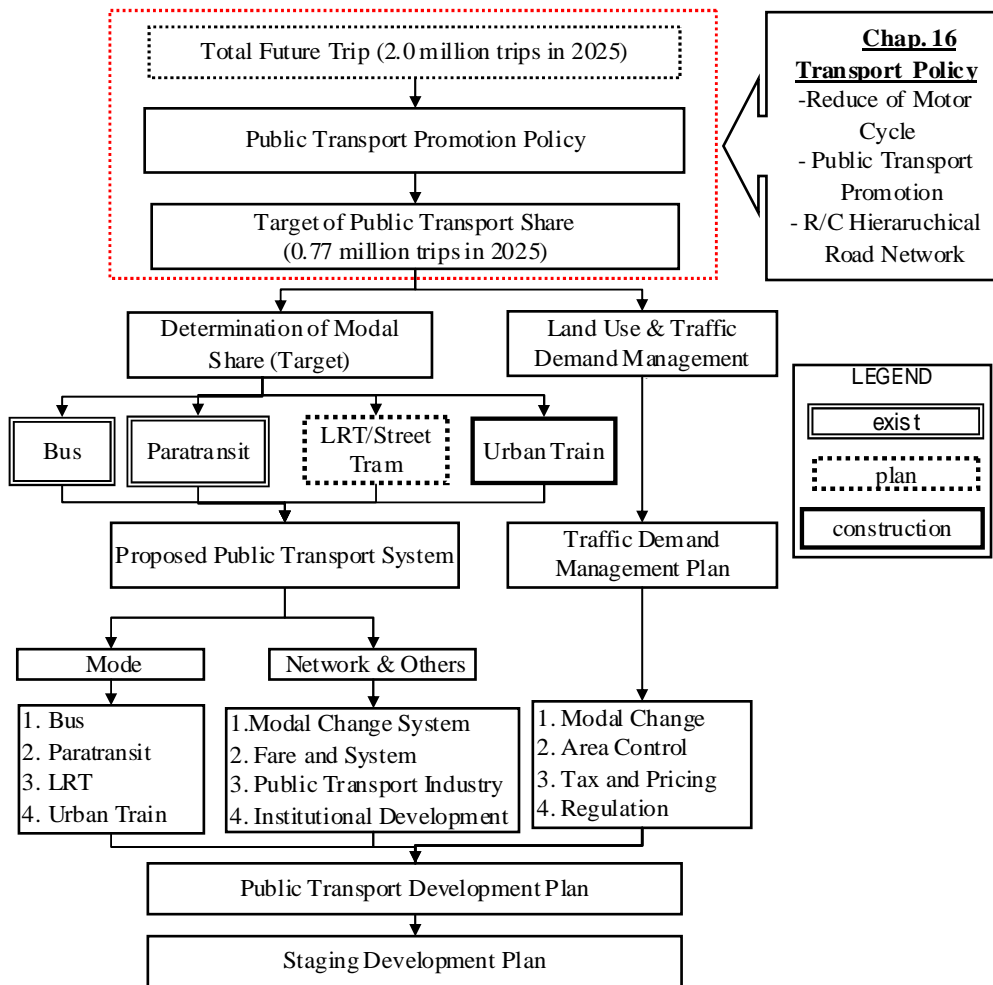 Total Future Trip (2.0 million trips in 2025)
Public Transport Promotion Policy
Target of Public Transport Share
(0.77 million trips in 2025)
Chap. 16
Transport Policy
-Reduce of Motor
Cycle
- Public Transport
Promotion
- R/C Hieraruchical
Road Network
Determination of Modal
Share (Target)
Land Use & Traffic
Demand Management
Bus
Paratransit
LRT/Street
Tram
Urban Train
LEGEND
exist
plan
construction
Proposed Public Transport System
Traffic Demand
Management Plan
Mode
Network & Others
1. Bus
2. Paratransit
3. LRT
4. Urban Train
1.Modal Change System
2. Fare and System
3. Public Transport Industry
4. Institutional Development
1. Modal Change
2. Area Control
3. Tax and Pricing
4. Regulation
Public Transport Development Plan
Staging Development Plan